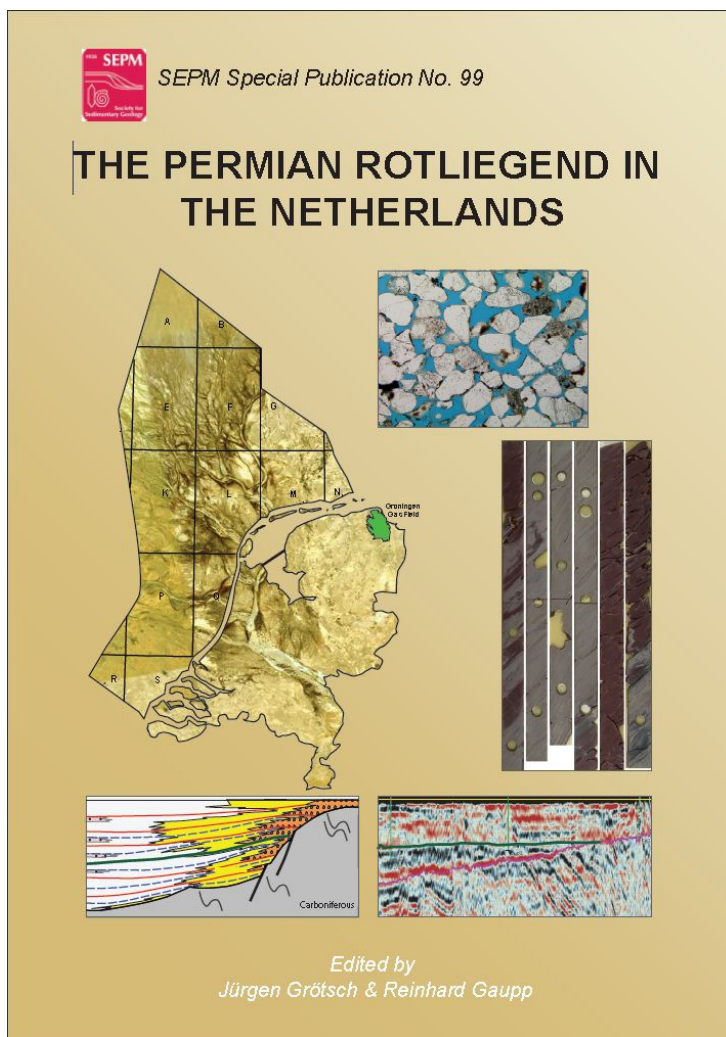 1926 SEPM
Society for
Sedimentary Geology
SEPM Special Publication No. 99
THE PERMIAN ROTLIEGEND IN
THE NETHERLANDS
A
B
E
F
G
K
L
M
N
Groningen
Gas Field
P
Q
R
S
Carboniferous
Edited by
Jürgen Grötsch & Reinhard Gaupp